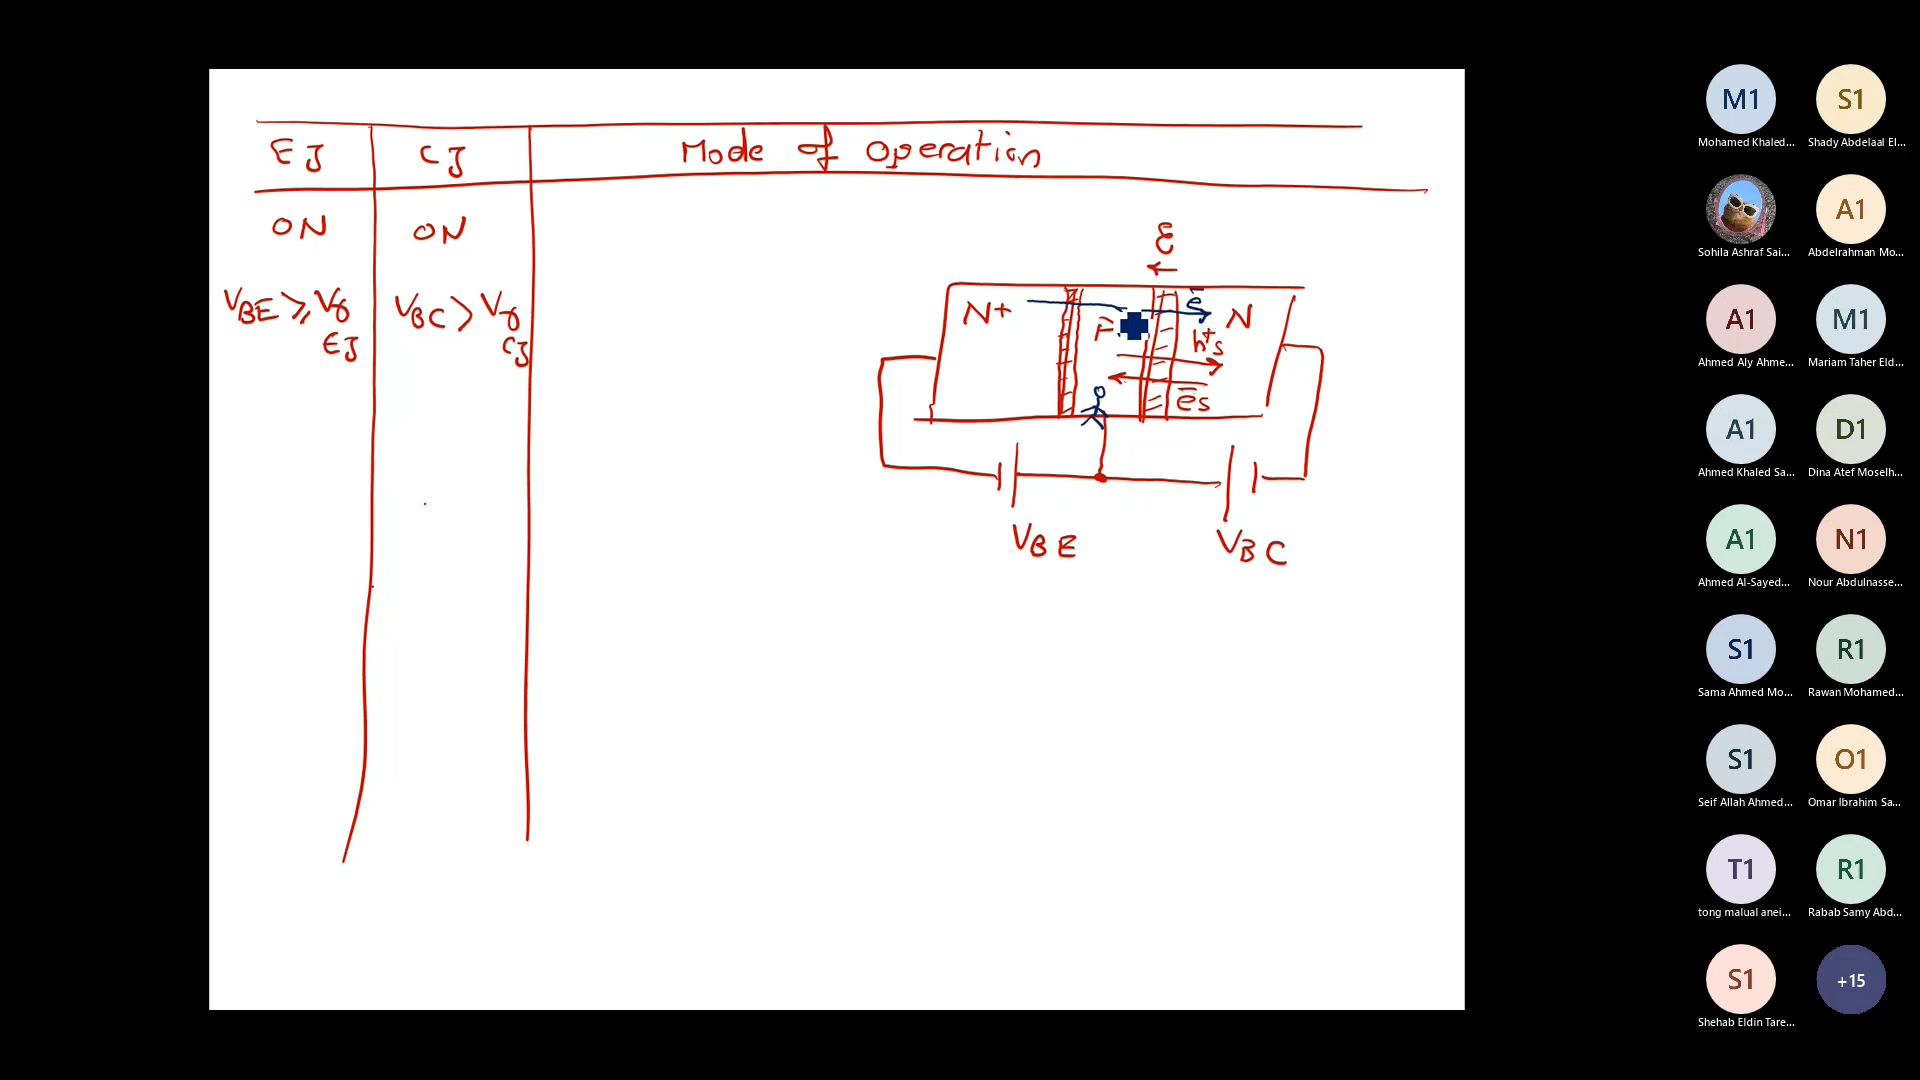 EJ CJ Mode of operation
ON ON
VBE ⩾ Vγ EJ VBC > Vγ CJ
ℰ
N+ ē N
h+s
ēs
VBE VBC
M1 S1
Mohamed Khaled... Shady Abdelaal El...
A1
Sohila Ashraf Sai... Abdelrahman Mo...
A1 M1
Ahmed Aly Ahme... Mariam Taher Eld...
A1 D1
Ahmed Khaled Sa... Dina Atef Moselh...
A1 N1
Ahmed Al-Sayed... Nour Abdulnasse...
S1 R1
Sama Ahmed Mo... Rawan Mohamed...
S1 O1
Seif Allah Ahmed... Omar Ibrahim Sa...
T1 R1
tong malual anei... Rabab Samy Abd...
S1 +15
Shehab Eldin Tare...